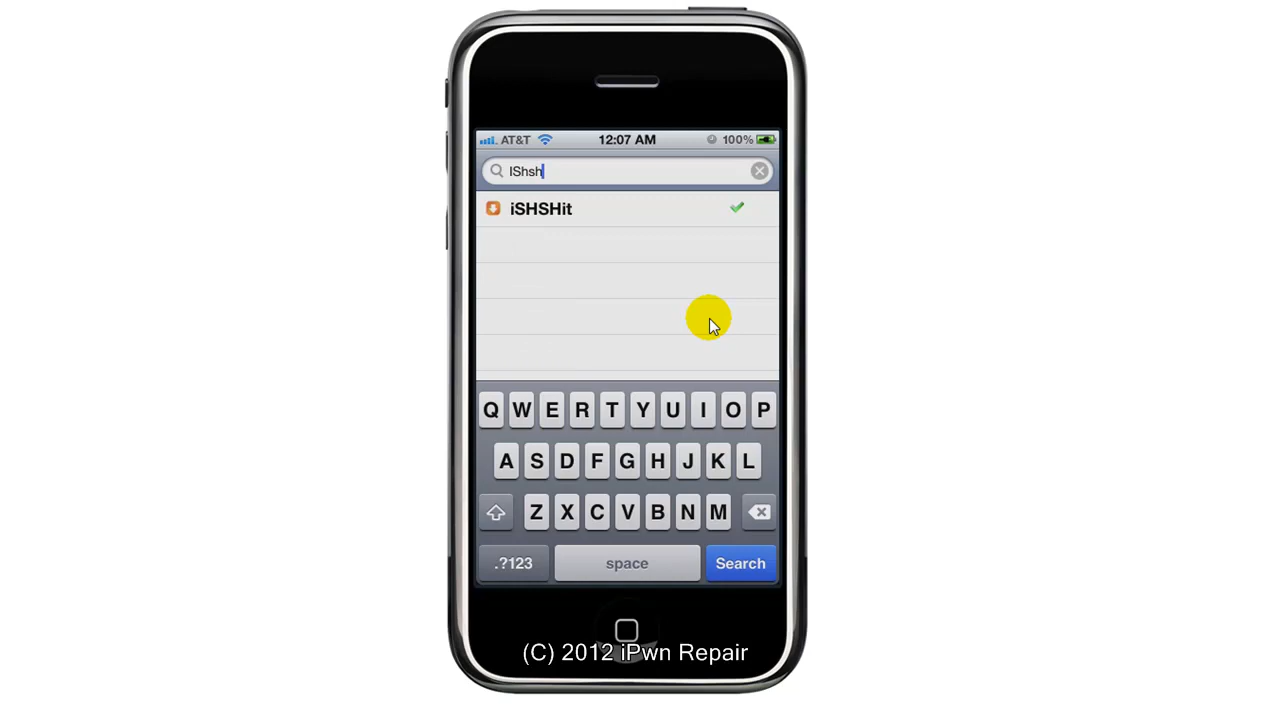 AT&T 12:07 AM 100%
IShsh
iSHSHit
Q W E R T Y U I O P
A S D F G H J K L
Z X C V B N M
.?123 space Search
(C) 2012 iPwn Repair